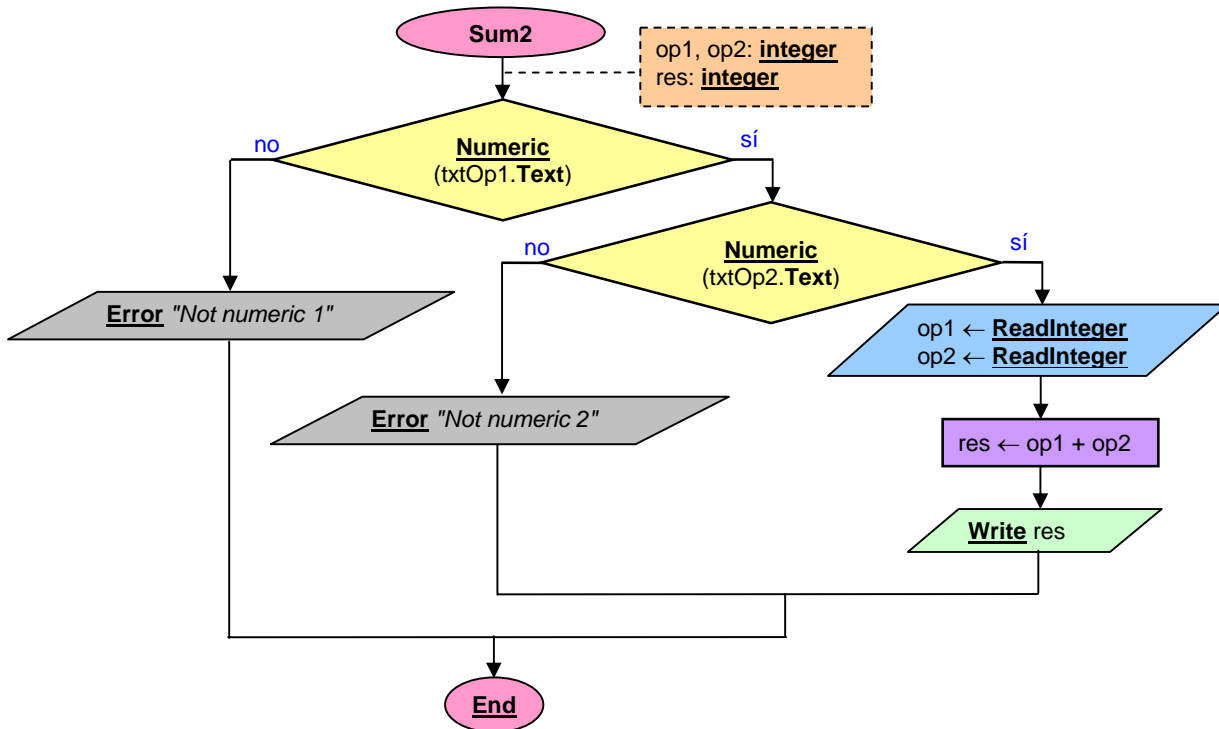 Sum2
op1, op2: integer
res: integer
no
Numeric
(txtOp1.Text)
sí
no
Numeric
(txtOp2.Text)
sí
Error "Not numeric 1"
op1 ← ReadInteger
op2 ← ReadInteger
Error "Not numeric 2"
res ← op1 + op2
Write res
End